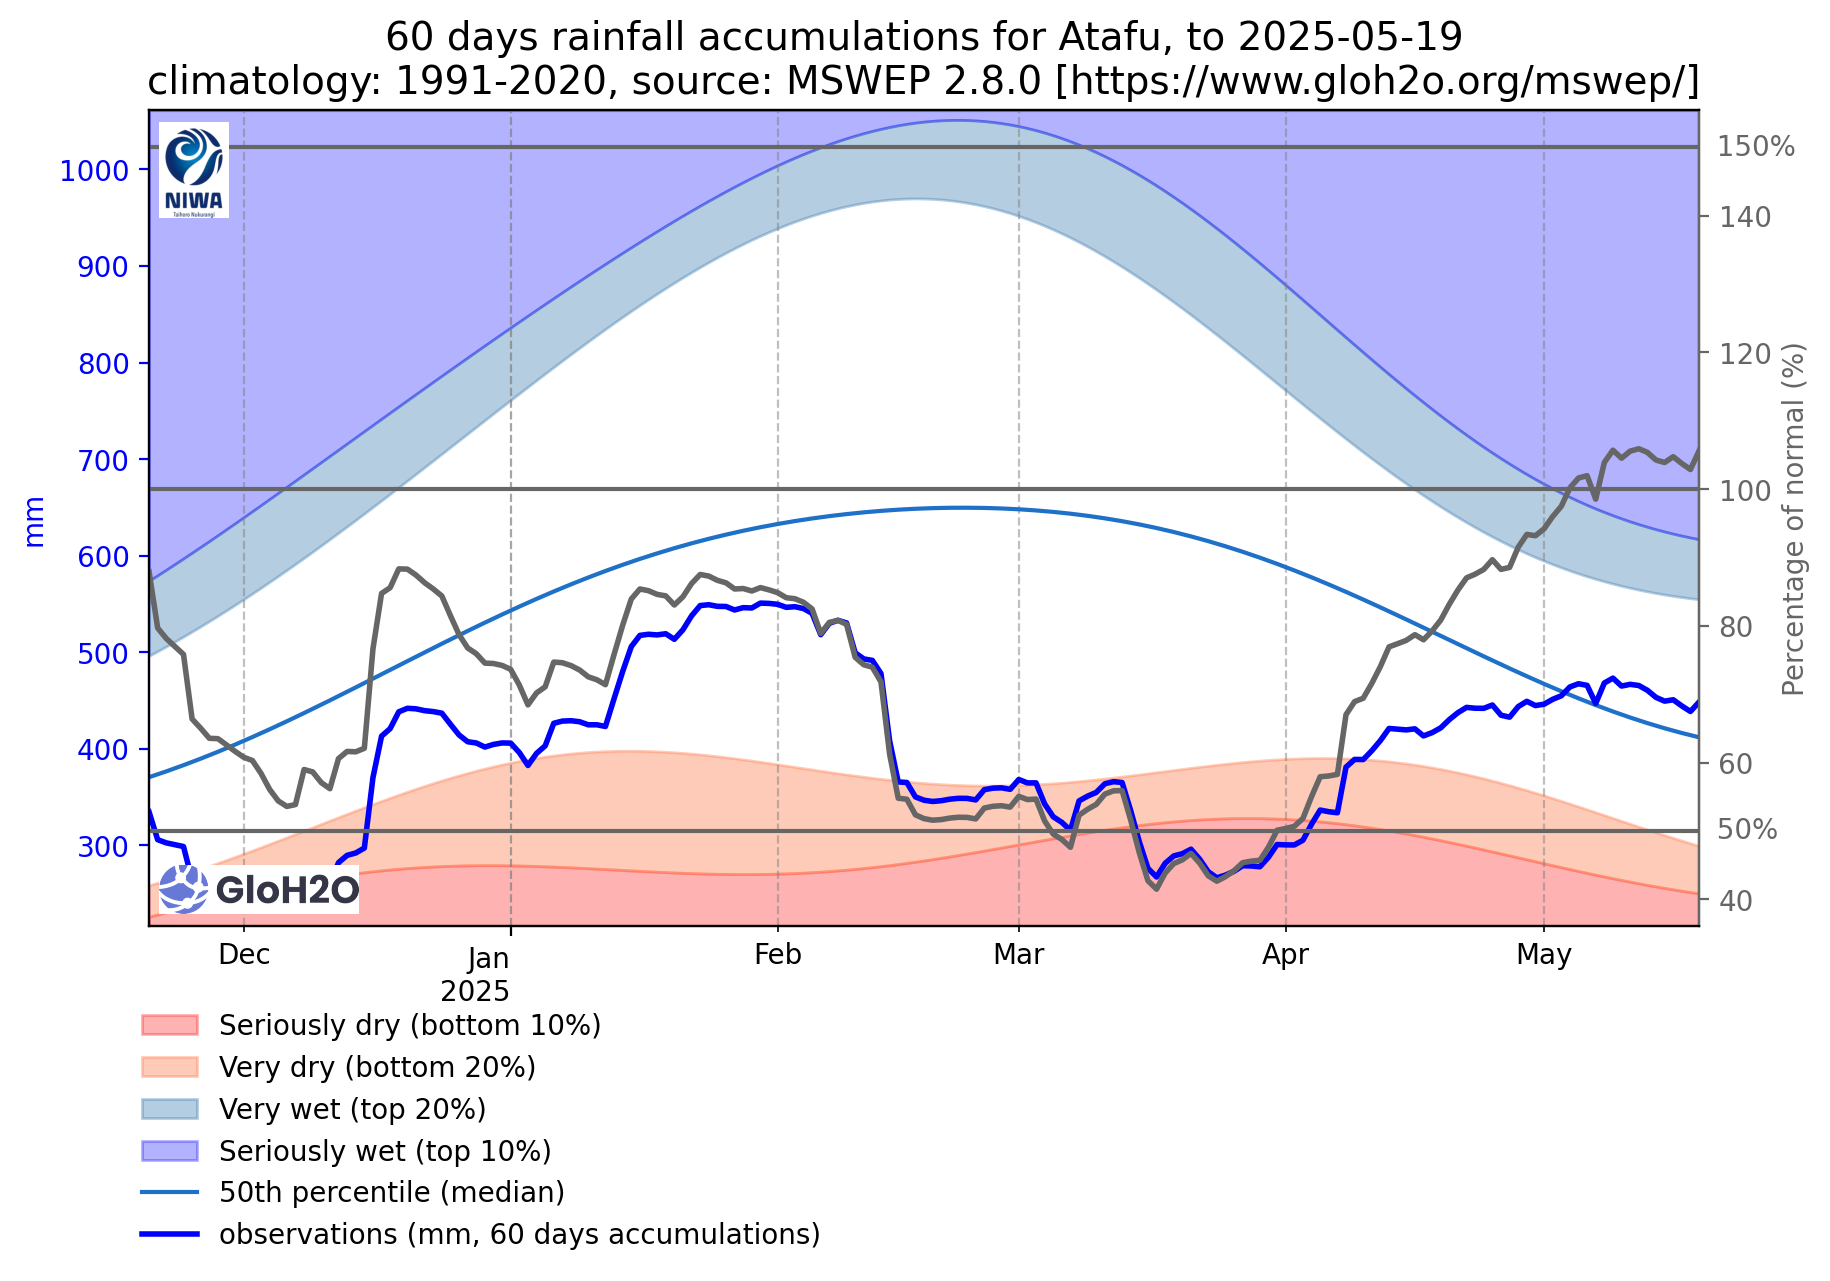 60 days rainfall accumulations for Atafu, to 2025-05-19
climatology: 1991-2020, source: MSWEP 2.8.0 [https://www.gloh2o.org/mswep/]
NIWA
Taihoro Nukurangi
1000
900
800
700
600
500
400
300
mm
150%
140
120
100
80
60
50%
40
Percentage of normal (%)
GloH2O
Dec
Jan
2025
Feb
Mar
Apr
May
Seriously dry (bottom 10%)
Very dry (bottom 20%)
Very wet (top 20%)
Seriously wet (top 10%)
50th percentile (median)
observations (mm, 60 days accumulations)